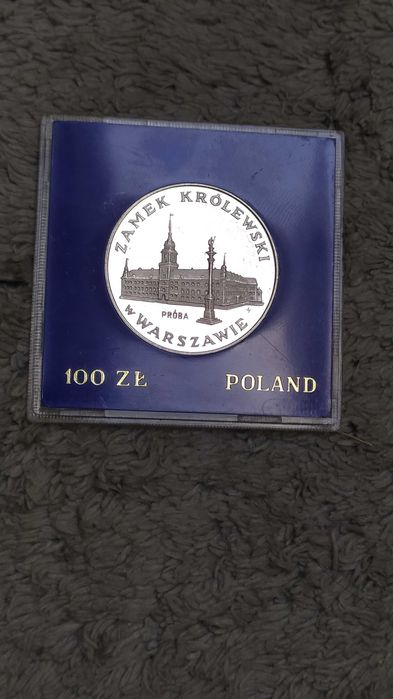 ZAMEK KRÓLEWSKI
PRÓBA
w WARSZAWIE
100 ZŁ
POLAND